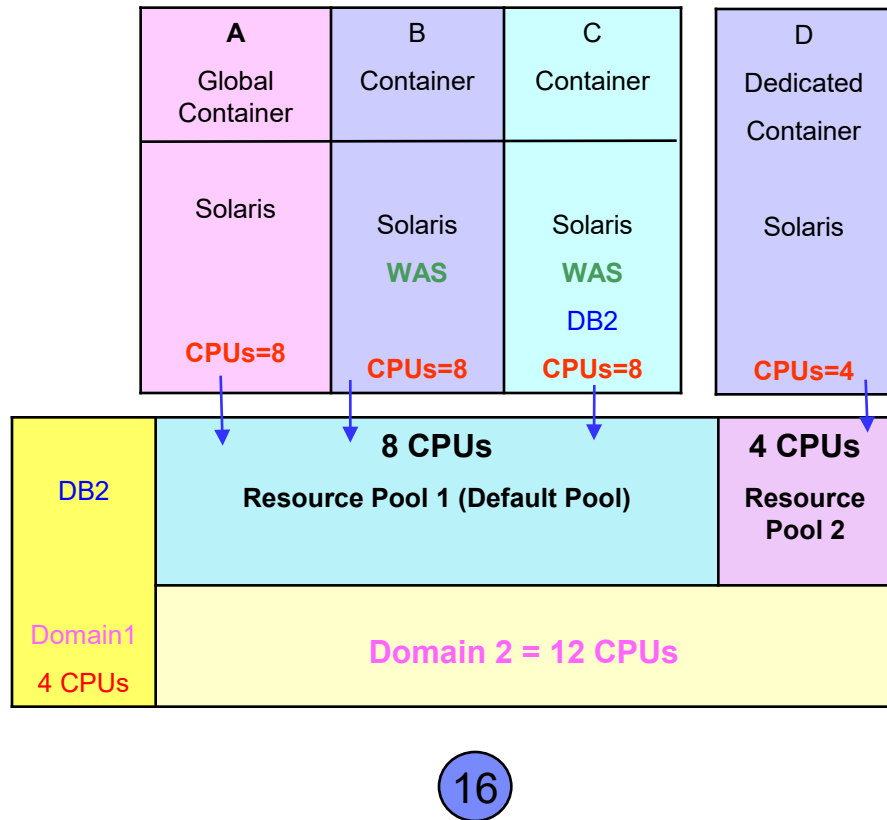 A
Global
Container
Solaris
CPUs=8
B
Container
Solaris
WAS
CPUs=8
C
Container
Solaris
WAS
DB2
CPUs=8
D
Dedicated
Container
Solaris
CPUs=4
DB2
Domain1
4 CPUs
8 CPUs
Resource Pool 1 (Default Pool)
4 CPUs
Resource
Pool 2
Domain 2 = 12 CPUs
16